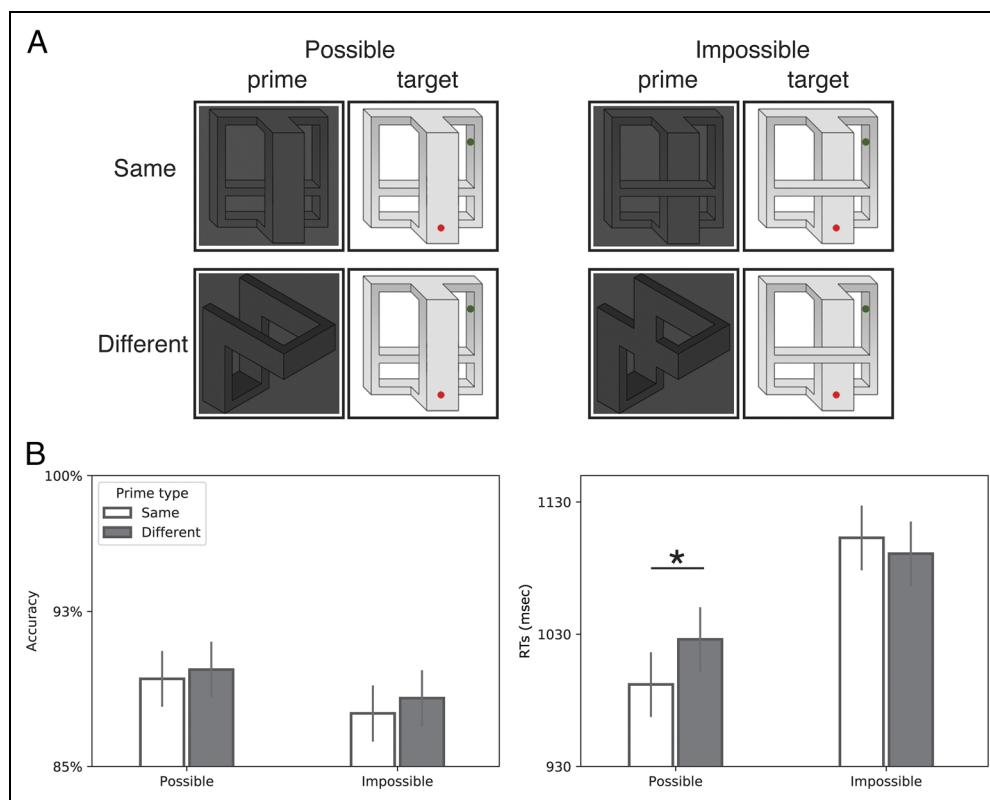 A
Possible
Impossible
prime
target
prime
target
Same
Different
B
100%
93%
85%
Accuracy
Prime type
Same
Different
Possible
Impossible
1130
1030
930
RTs (msec)
*
Possible
Impossible